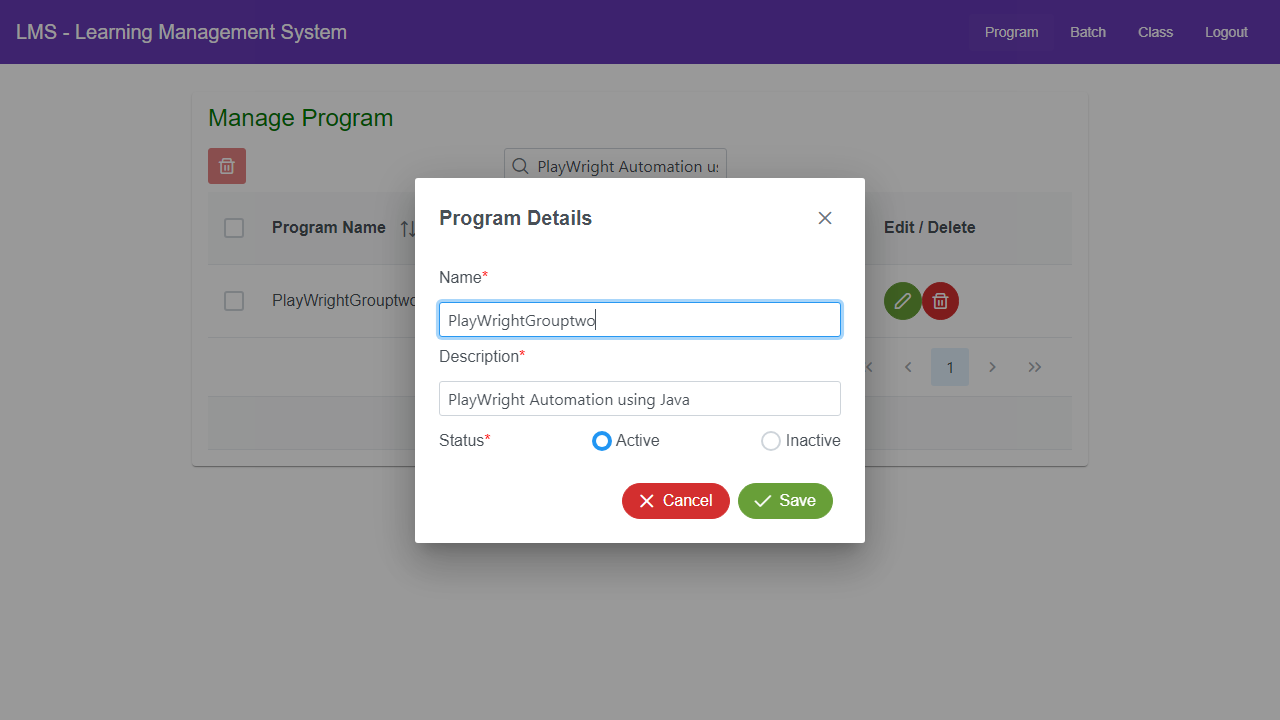 LMS - Learning Management System
Program Batch Class Logout
Manage Program
PlayWright Automation us
Program Name Edit / Delete
PlayWrightGrouptwo
1
Program Details
Name*
PlayWrightGrouptwo
Description*
PlayWright Automation using Java
Status* Active Inactive
Cancel Save